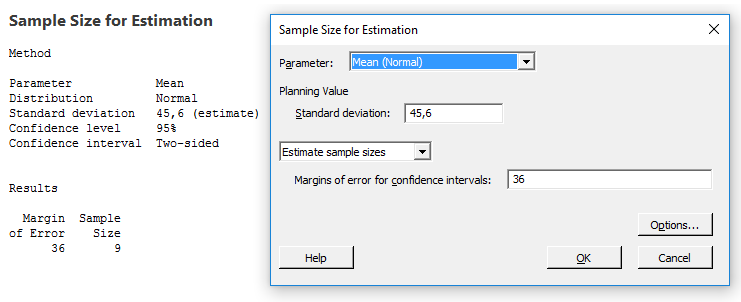 Sample Size for Estimation
Method
Parameter Mean
Distribution Normal
Standard deviation 45,6 (estimate)
Confidence level 95%
Confidence interval Two-sided
Results
Margin Sample
of Error Size
36 9
Sample Size for Estimation
Parameter: Mean (Normal)
Planning Value
Standard deviation: 45,6
Estimate sample sizes
Margins of error for confidence intervals: 36
Options...
Help OK Cancel